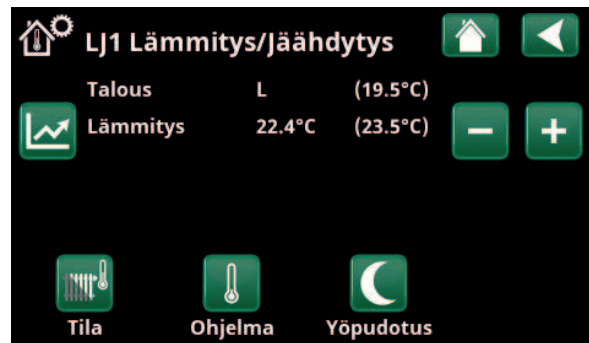 LJ1 Lämmitys/Jäähdytys
Talous L (19.5°C)
Lämmitys 22.4°C (23.5°C)
Tila Ohjelma Yöpudotus